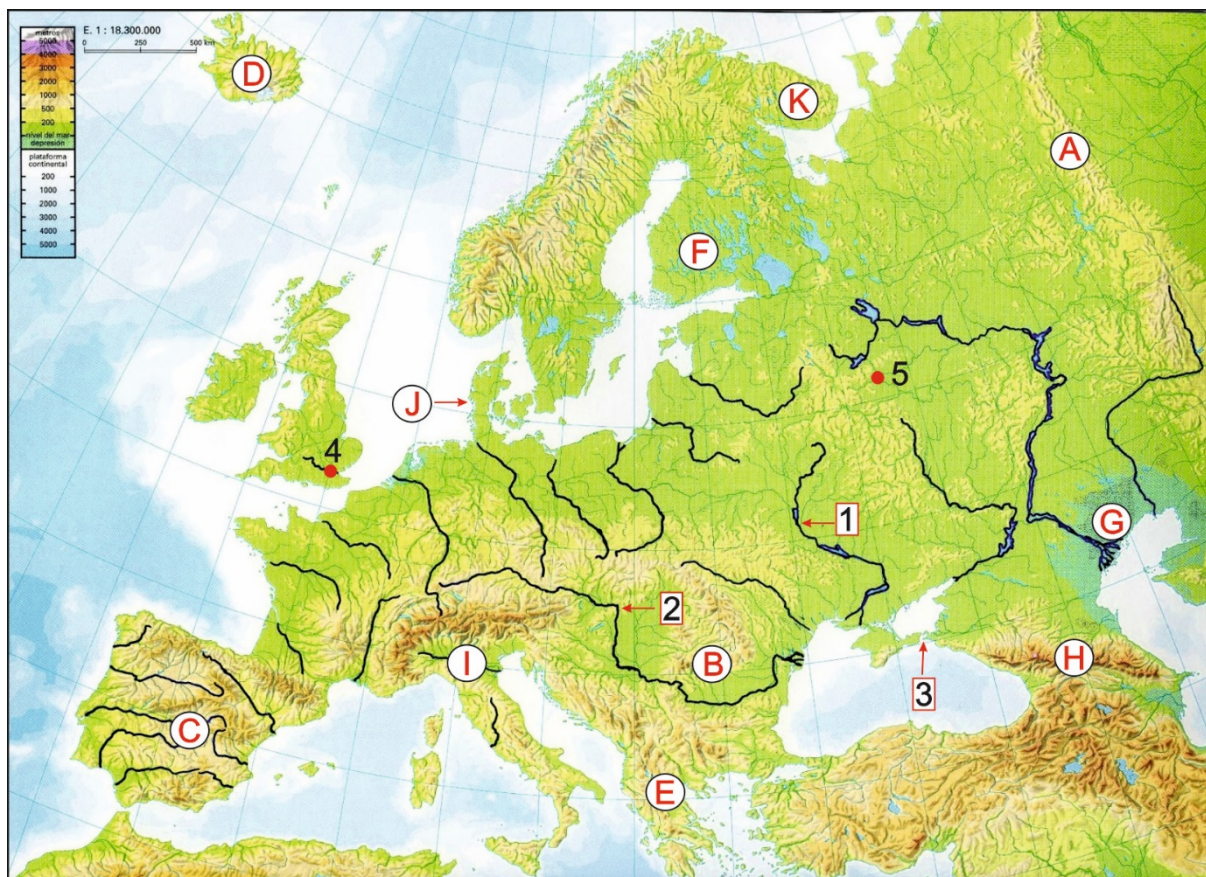 metros
5000
4000
3000
2000
1000
500
200
nivel del mar
depresión
plataforma
continental
200
1000
2000
3000
4000
5000
E. 1 : 18.300.000
0 250 500 km
D
K
A
F
J
5
4
1
G
2
I
B
3
H
C
E